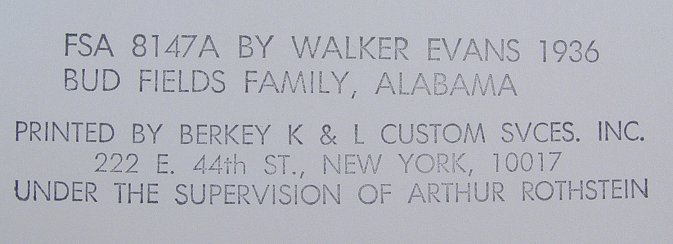 FSA 8147A BY WALKER EVANS 1936
BUD FIELDS FAMILY, ALABAMA
PRINTED BY BERKEY K & L CUSTOM SVCES. INC.
222 E. 44th ST., NEW YORK, 10017
UNDER THE SUPERVISION OF ARTHUR ROTHSTEIN